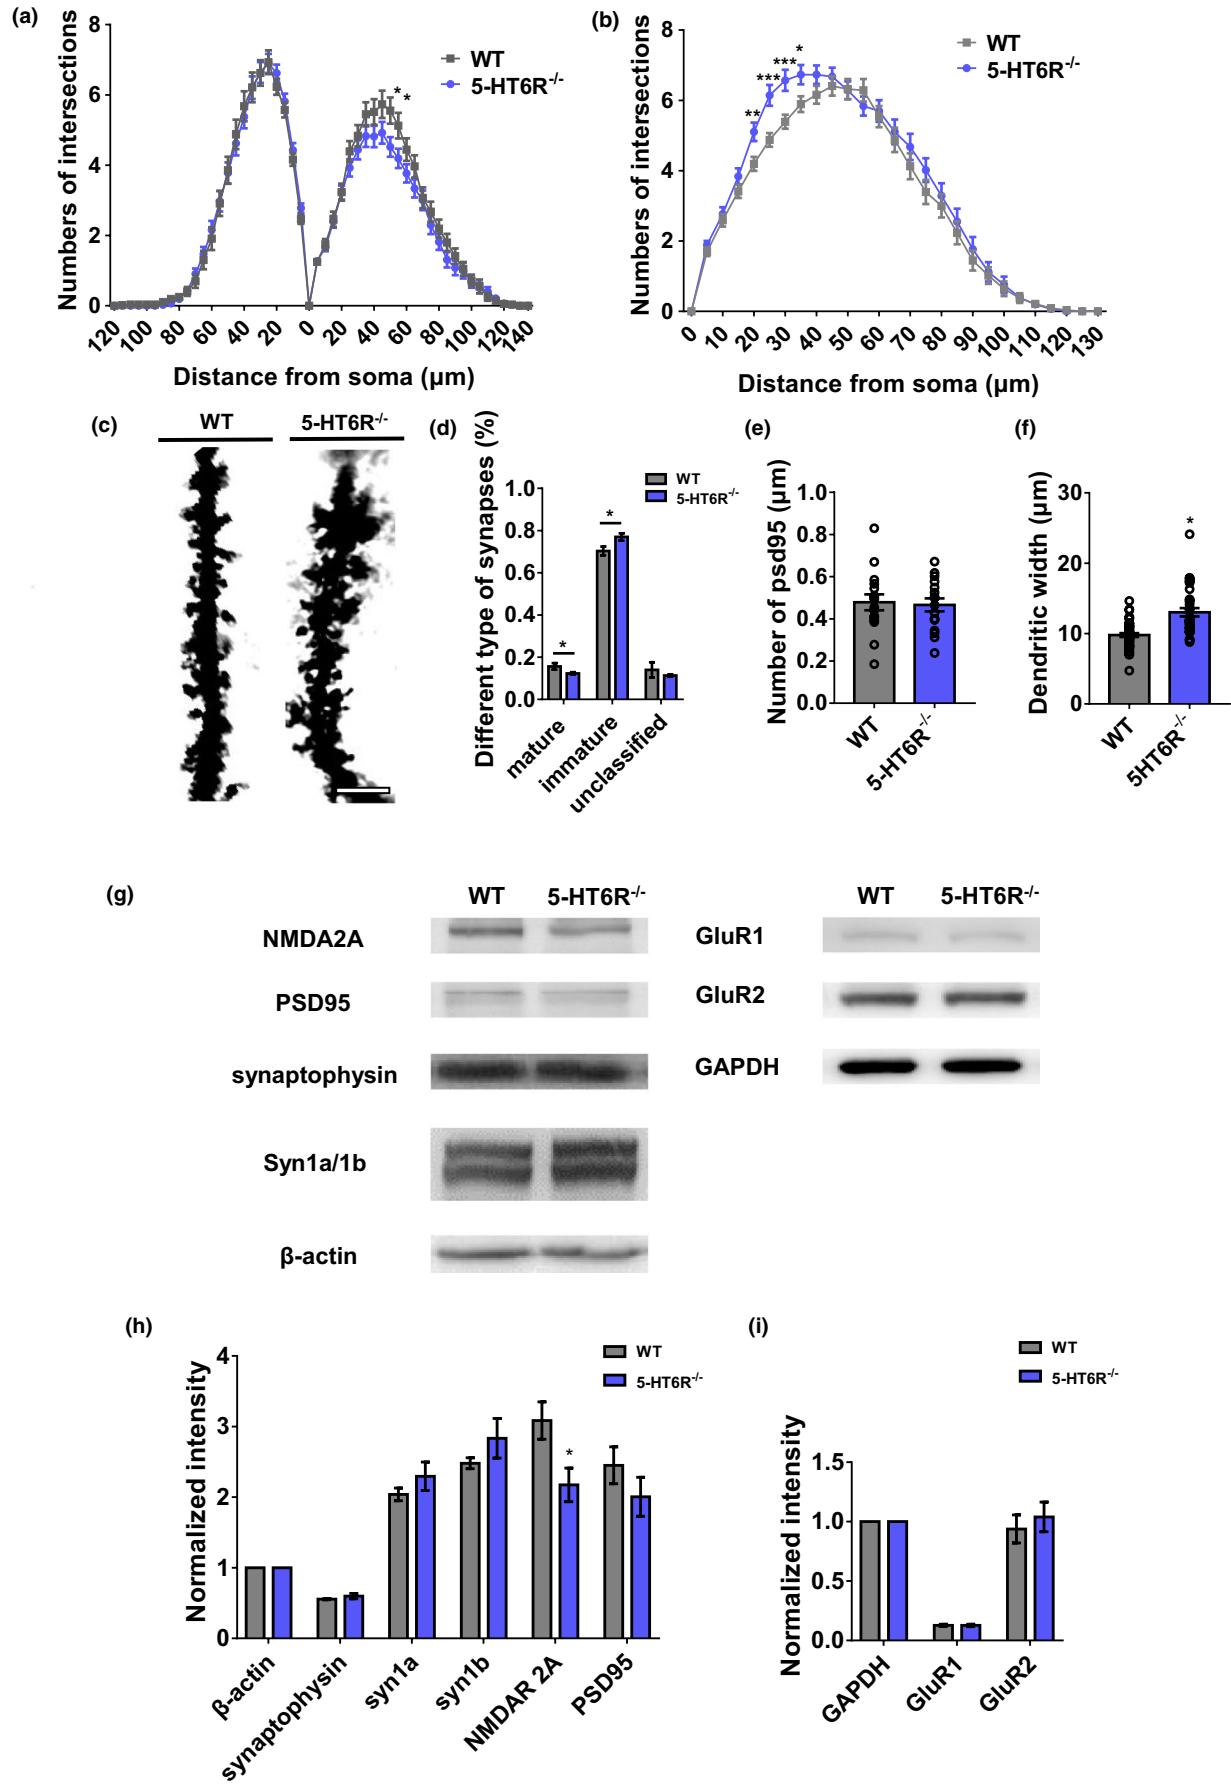 (a)
Numbers of intersections
8
6
4
2
0
WT
5-HT6R-/-
* *
120 100 80 60 40 20 0 20 40 60 80 100 120 140
Distance from soma (µm)
(b)
Numbers of intersections
8
6
4
2
0
WT
5-HT6R-/-
** *** *** *
0 10 20 30 40 50 60 70 80 90 100 110 120 130
Distance from soma (µm)
(c)
WT 5-HT6R-/-
(d)
Different type of synapses (%)
1.0
0.8
0.6
0.4
0.2
0.0
WT
5-HT6R-/-
* *
mature immature unclassified
(e)
Number of psd95 (µm)
1.0
0.8
0.6
0.4
0.2
0.0
WT 5-HT6R-/-
(f)
Dendritic width (µm)
30
20
10
0
*
WT 5HT6R-/-
(g)
WT 5-HT6R-/-
NMDA2A
PSD95
synaptophysin
Syn1a/1b
β-actin
WT 5-HT6R-/-
GluR1
GluR2
GAPDH
(h)
Normalized intensity
4
3
2
1
0
WT
5-HT6R-/-
*
β-actin synaptophysin syn1a syn1b NMDAR 2A PSD95
(i)
Normalized intensity
1.5
1.0
0.5
0.0
WT
5-HT6R-/-
GAPDH GluR1 GluR2